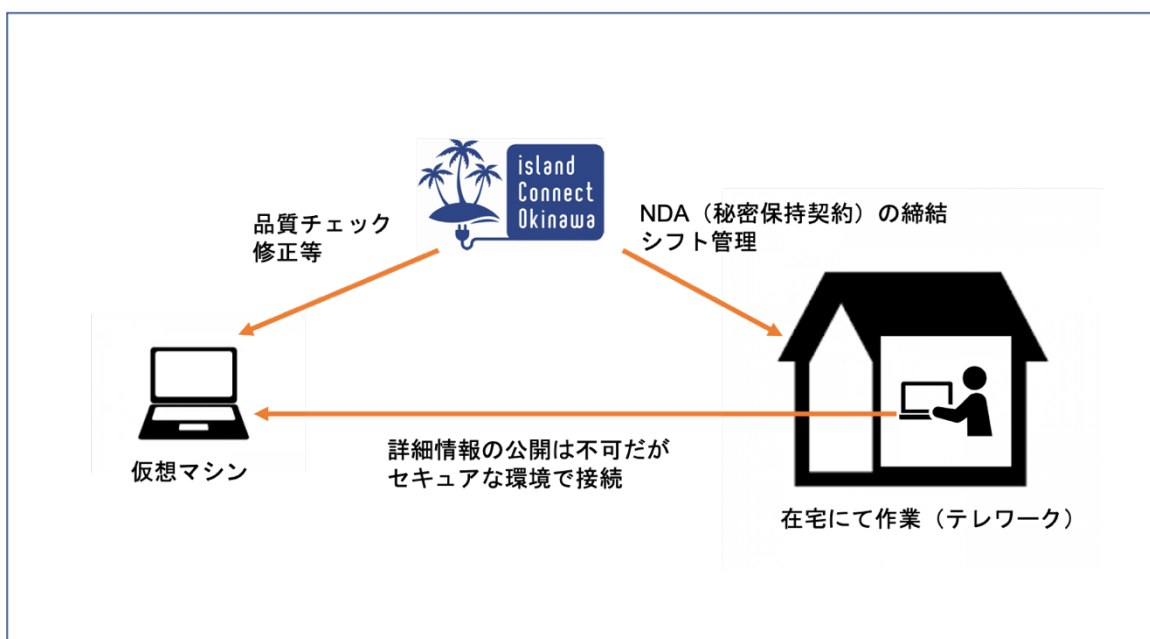 island
Connect
Okinawa
品質チェック
修正等
NDA（秘密保持契約）の締結
シフト管理
仮想マシン
詳細情報の公開は不可だが
セキュアな環境で接続
在宅にて作業（テレワーク）